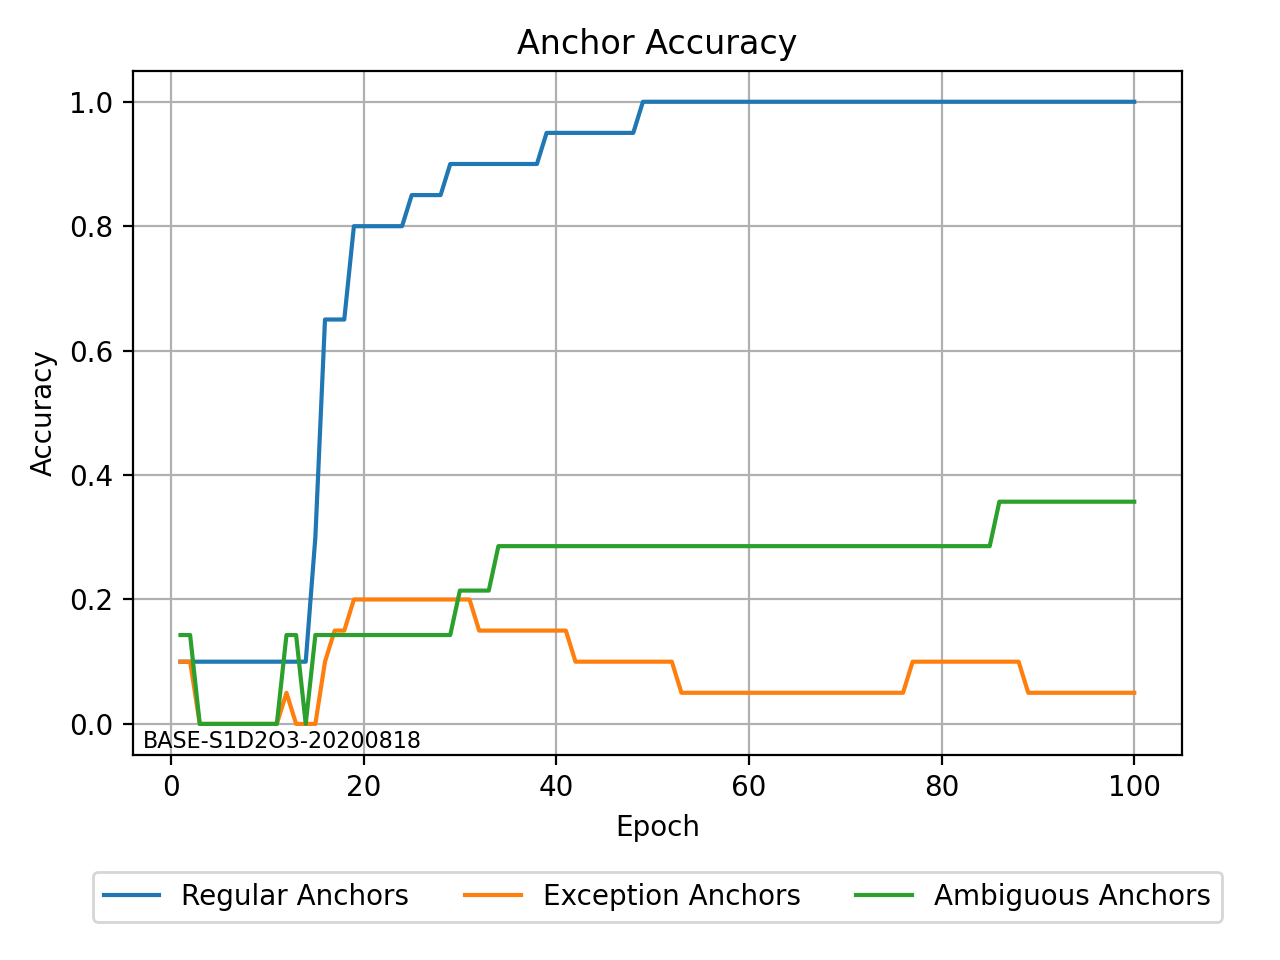 Anchor Accuracy
1.0
0.8
0.6
0.4
0.2
0.0
Accuracy
BASE-S1D2O3-20200818
0 20 40 60 80 100
Epoch
Regular Anchors Exception Anchors Ambiguous Anchors